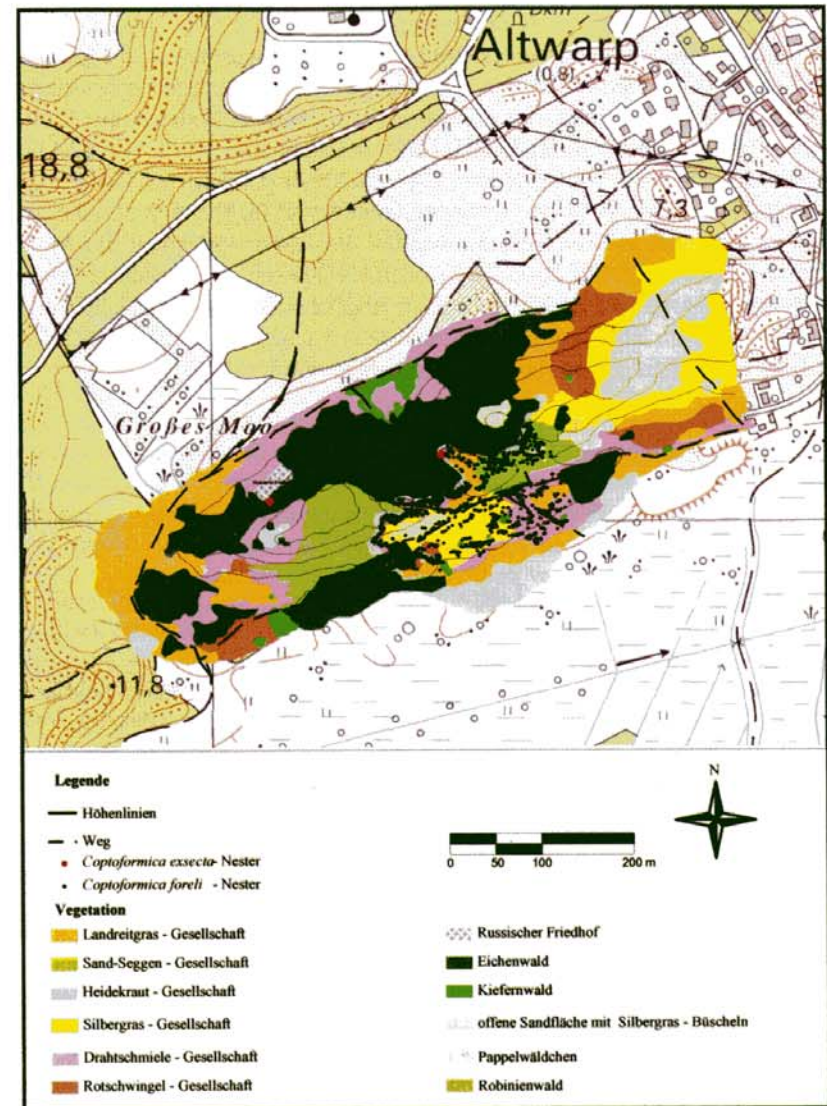 Altwarp
(0,8)
18,8
7,3
Großes Moo
11,8
Legende
Höhenlinien
Weg
Coptoformica exsecta- Nester
Coptoformica foreli - Nester
N
0 50 100 200 m
Vegetation
Landreitgras - Gesellschaft
Sand-Seggen - Gesellschaft
Heidekraut - Gesellschaft
Silbergras - Gesellschaft
Drahtschmiele - Gesellschaft
Rotschwingel - Gesellschaft
Russischer Friedhof
Eichenwald
Kiefernwald
offene Sandfläche mit Silbergras - Büscheln
Pappelwäldchen
Robinienwald